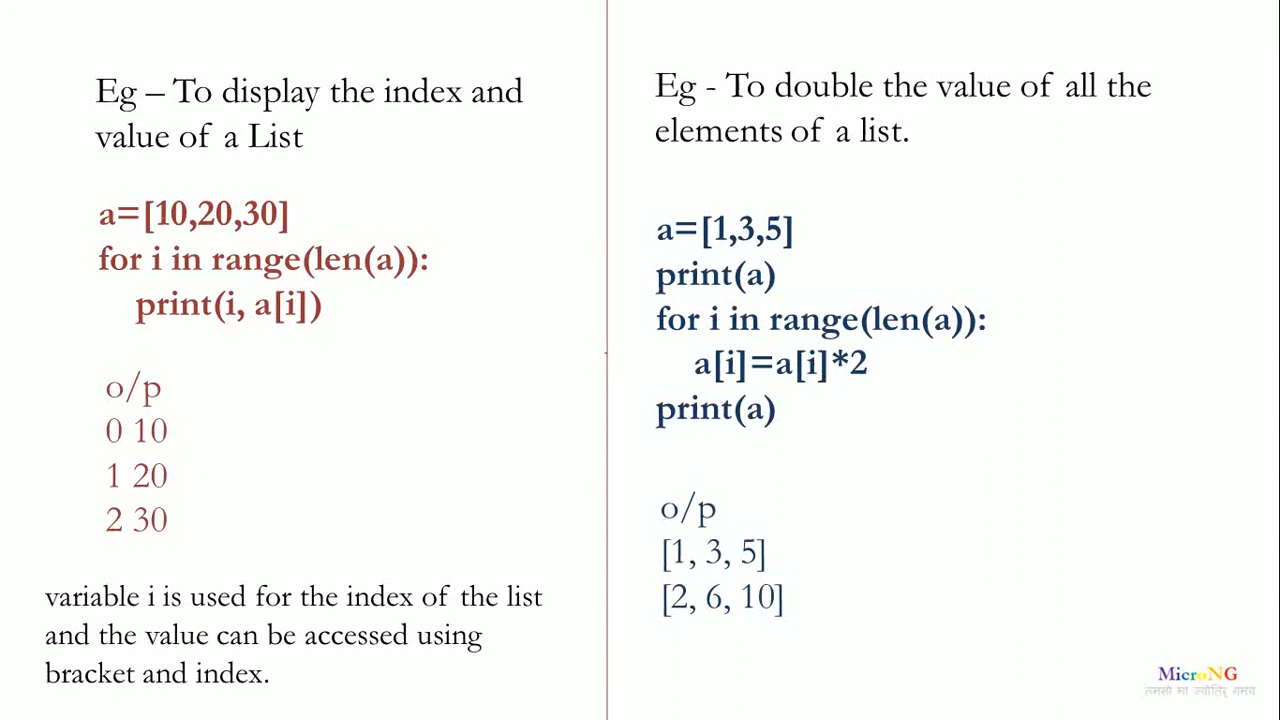 Eg – To display the index and
value of a List
a=[10,20,30]
for i in range(len(a)):
print(i, a[i])
o/p
0 10
1 20
2 30
variable i is used for the index of the list
and the value can be accessed using
bracket and index.
Eg - To double the value of all the
elements of a list.
a=[1,3,5]
print(a)
for i in range(len(a)):
a[i]=a[i]*2
print(a)
o/p
[1, 3, 5]
[2, 6, 10]
MicroNG
तमसो मा ज्योतिर् गमय